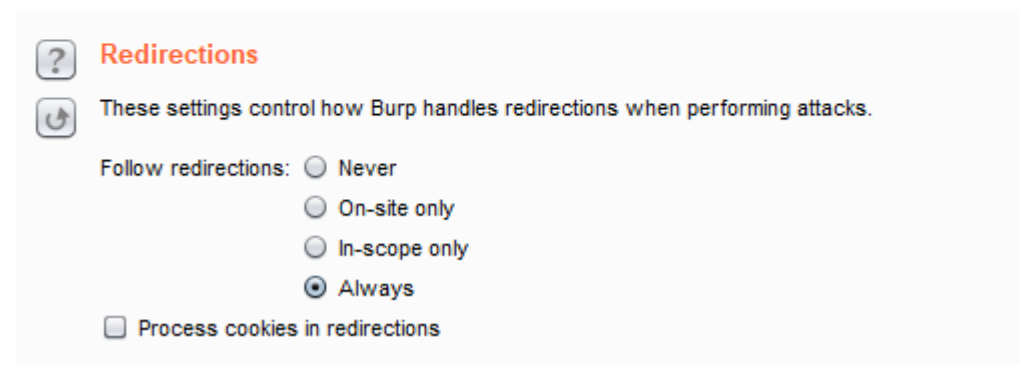 Redirections
These settings control how Burp handles redirections when performing attacks.
Follow redirections: Never
On-site only
In-scope only
Always
Process cookies in redirections